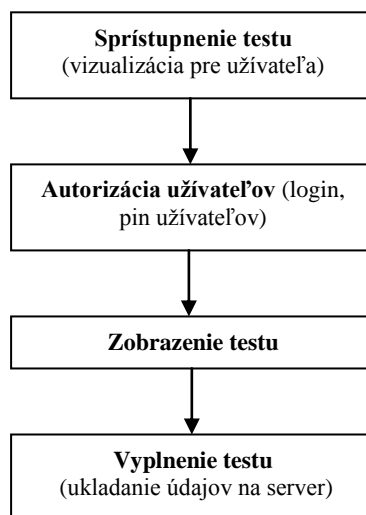 Sprístupnenie testu
(vizualizácia pre užívateľa)
Autorizácia užívateľov (login,
pin užívateľov)
Zobrazenie testu
Vyplnenie testu
(ukladanie údajov na server)